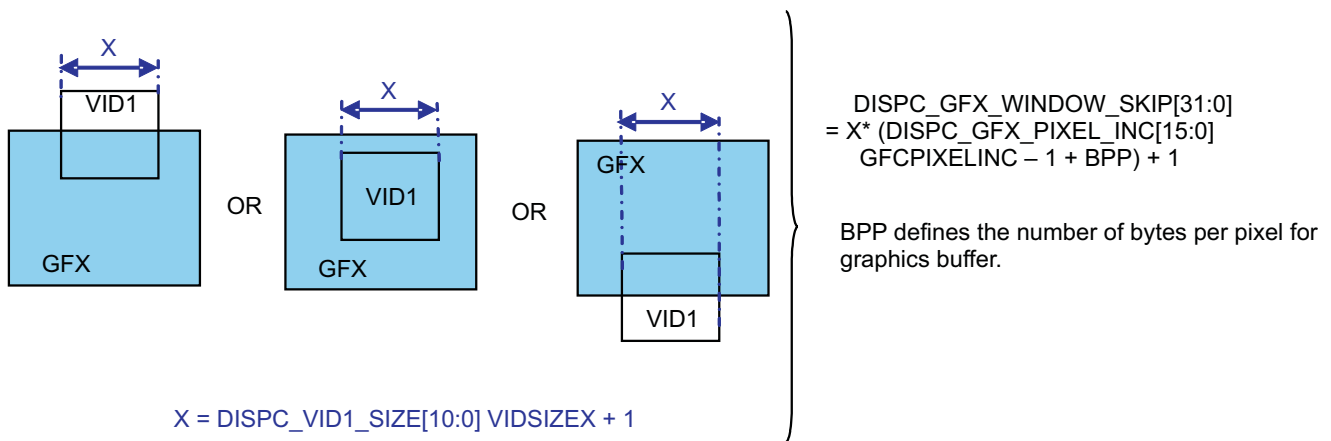 X
VID1
GFX
OR
X
VID1
GFX
OR
X
GFX
VID1
X = DISPC_VID1_SIZE[10:0] VIDSIZEX + 1
DISPC_GFX_WINDOW_SKIP[31:0]
= X* (DISPC_GFX_PIXEL_INC[15:0]
GFCPIXELINC – 1 + BPP) + 1
BPP defines the number of bytes per pixel for
graphics buffer.